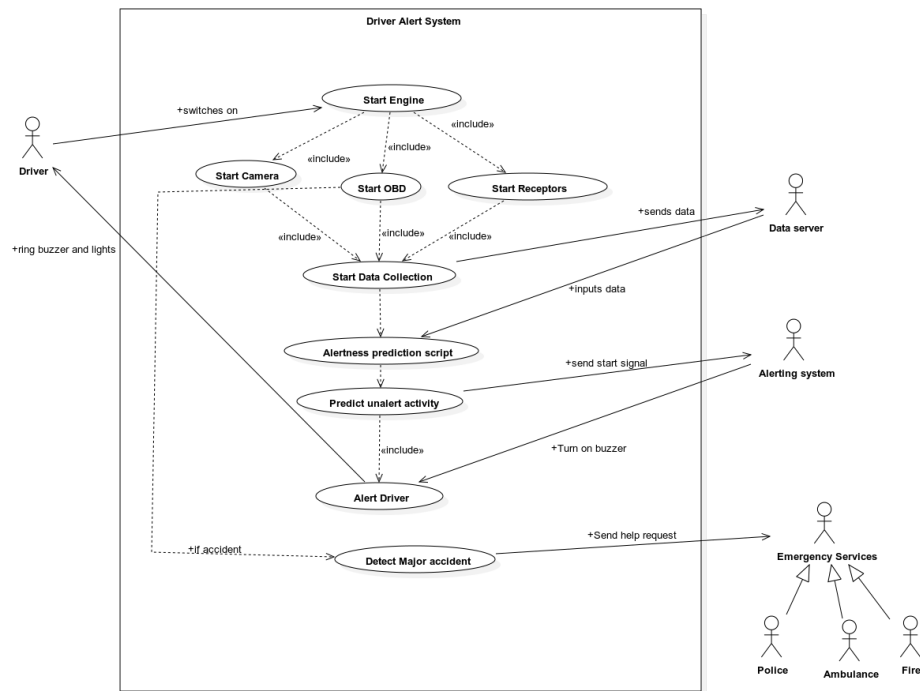 Driver Alert System
Start Engine
+switches on
«include»
«include»
«include»
Driver
Start Camera
Start OBD
Start Receptors
+sends data
Data server
«include»
«include»
«include»
+ring buzzer and lights
Start Data Collection
+inputs data
Alertness prediction script
+send start signal
Alerting system
Predict unalert activity
«include»
+Turn on buzzer
Alert Driver
+Send help request
+if accident
Detect Major accident
Emergency Services
Police
Ambulance
Fire